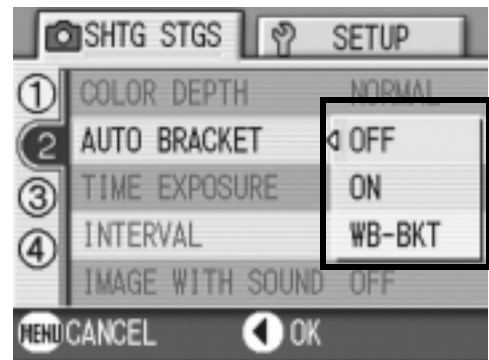 SHTG STGS SETUP
1 COLOR DEPTH NORMAL
2 AUTO BRACKET OFF
3 TIME EXPOSURE ON
4 INTERVAL WB-BKT
IMAGE WITH SOUND OFF
MENU CANCEL OK